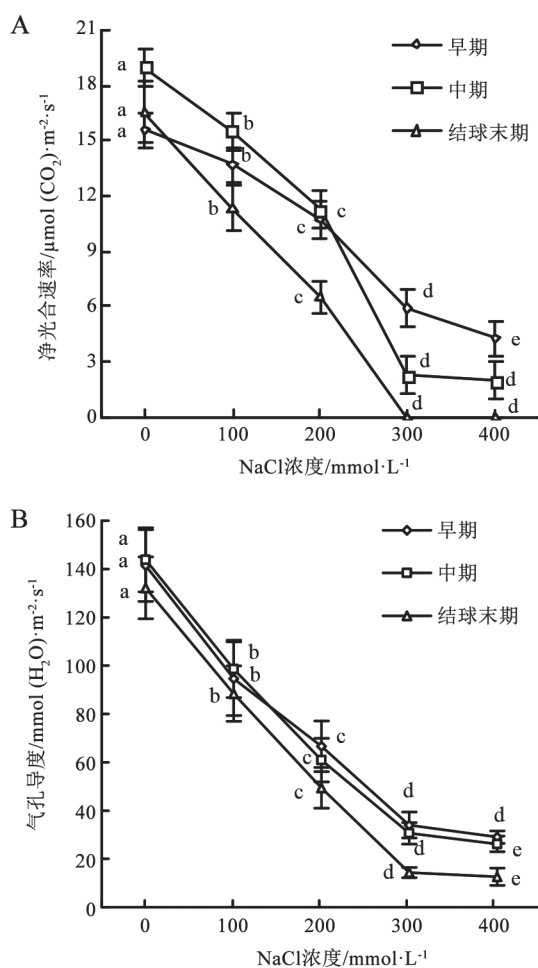 A
21
18
15
12
9
6
3
0
净光合速率/μmol (CO₂)·m⁻²·s⁻¹
早期
中期
结球末期
a
a
a
b
b
b
c
c
c
d
d
d
e
d
d
0 100 200 300 400
NaCl浓度/mmol·L⁻¹
B
160
140
120
100
80
60
40
20
0
气孔导度/mmol (H₂O)·m⁻²·s⁻¹
早期
中期
结球末期
a
a
a
b
b
b
c
c
c
d
d
d
d
e
e
0 100 200 300 400
NaCl浓度/mmol·L⁻¹